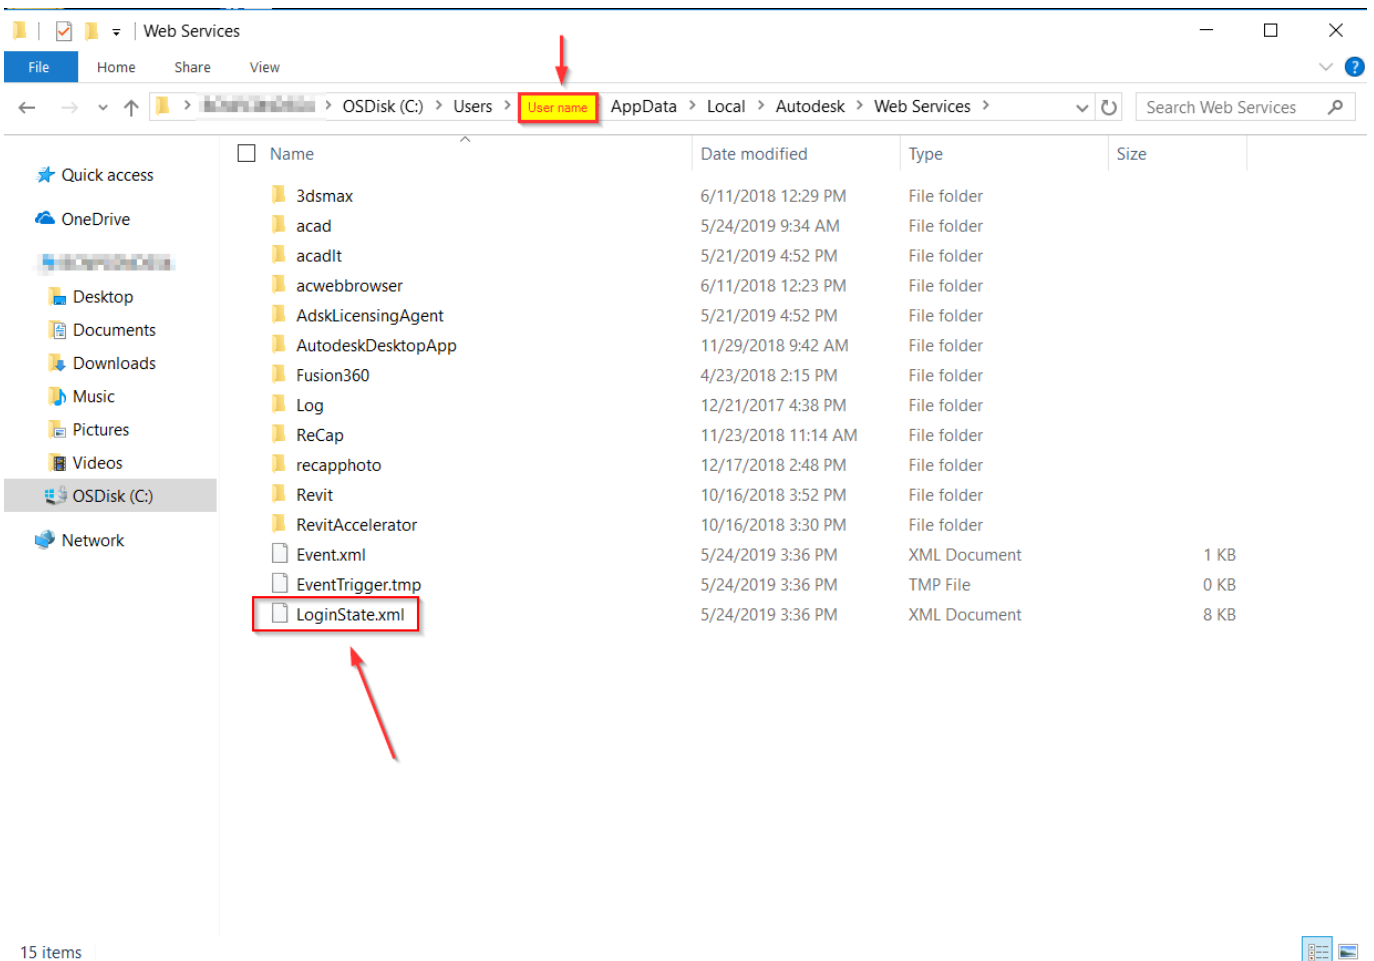 Web Services
File Home Share View
OSDisk (C:) Users User name AppData Local Autodesk Web Services Search Web Services
Name Date modified Type Size
Quick access
OneDrive
Desktop
Documents
Downloads
Music
Pictures
Videos
OSDisk (C:)
Network
3dsmax 6/11/2018 12:29 PM File folder
acad 5/24/2019 9:34 AM File folder
acadlt 5/21/2019 4:52 PM File folder
acwebbrowser 6/11/2018 12:23 PM File folder
AdskLicensingAgent 5/21/2019 4:52 PM File folder
AutodeskDesktopApp 11/29/2018 9:42 AM File folder
Fusion360 4/23/2018 2:15 PM File folder
Log 12/21/2017 4:38 PM File folder
ReCap 11/23/2018 11:14 AM File folder
recapphoto 12/17/2018 2:48 PM File folder
Revit 10/16/2018 3:52 PM File folder
RevitAccelerator 10/16/2018 3:30 PM File folder
Event.xml 5/24/2019 3:36 PM XML Document 1 KB
EventTrigger.tmp 5/24/2019 3:36 PM TMP File 0 KB
LoginState.xml 5/24/2019 3:36 PM XML Document 8 KB
15 items